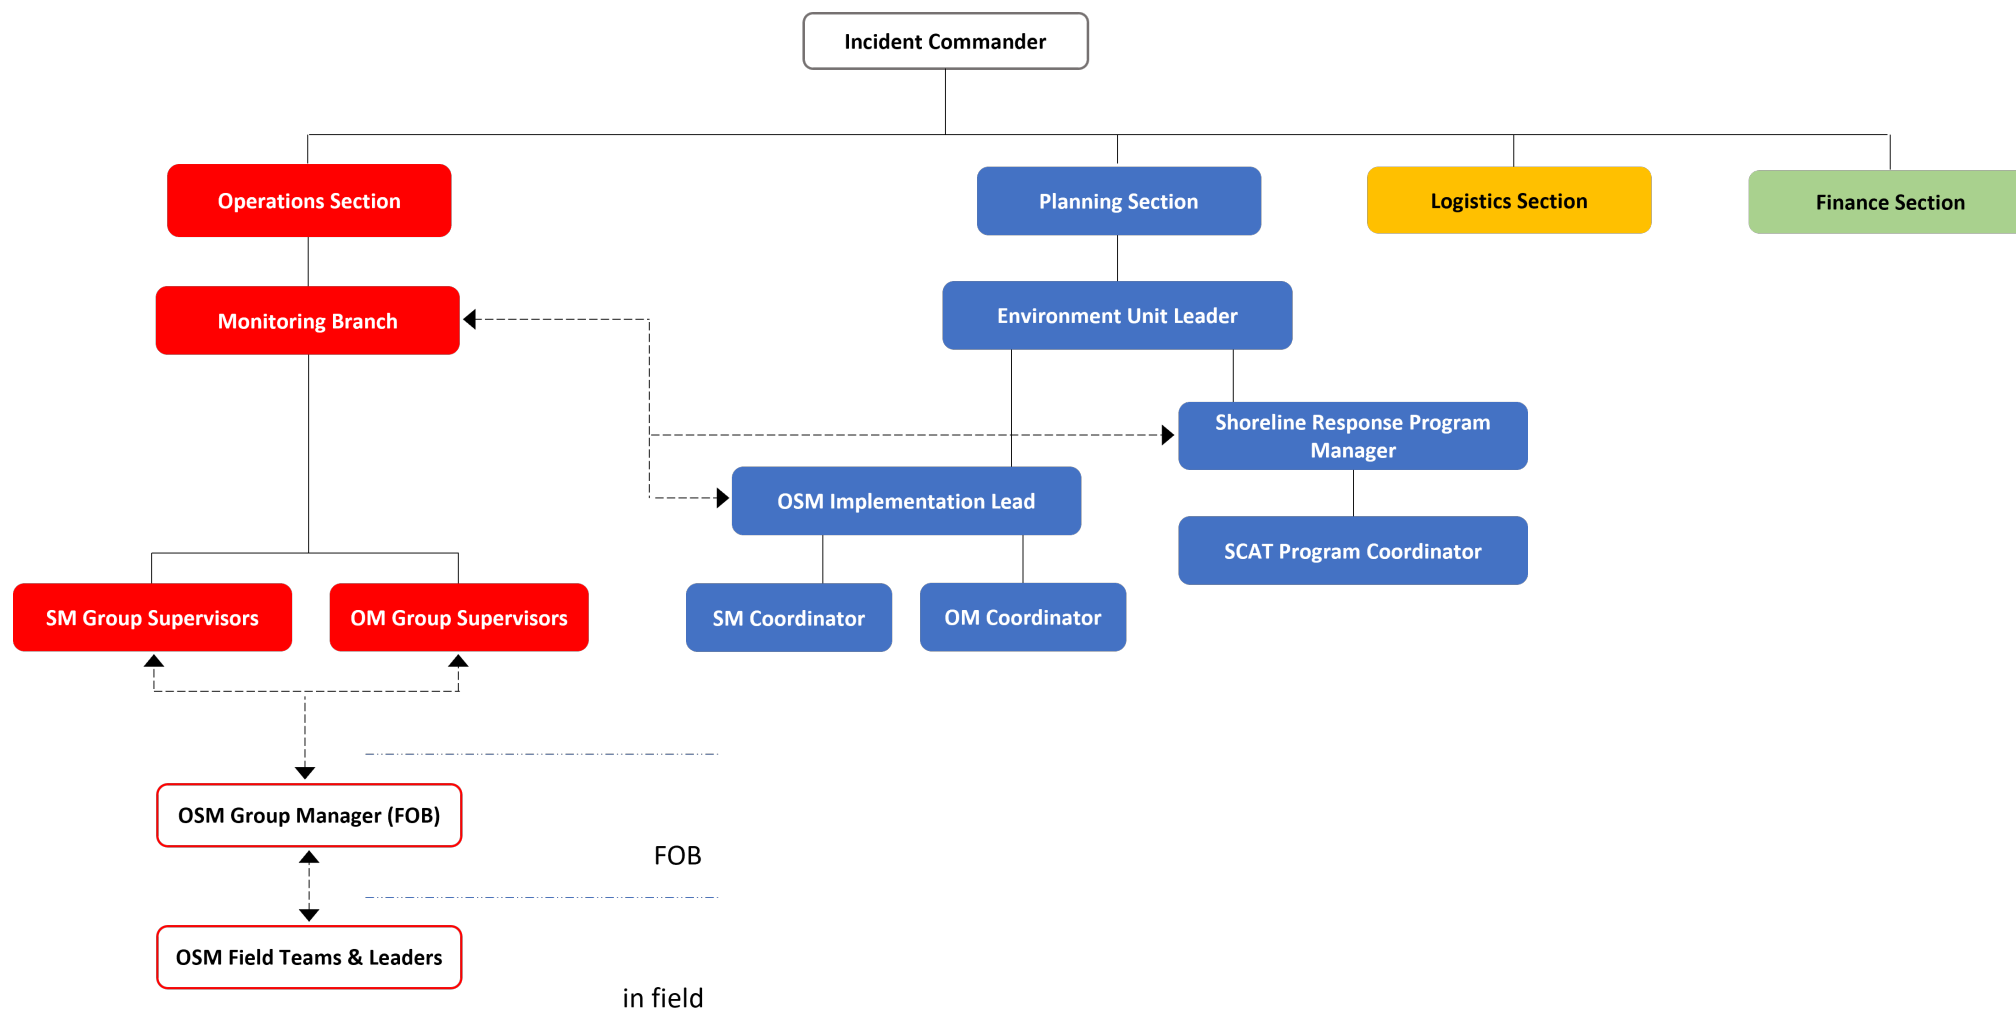 Incident Commander
Operations Section
Planning Section
Logistics Section
Finance Section
Monitoring Branch
Environment Unit Leader
Shoreline Response Program
Manager
OSM Implementation Lead
SCAT Program Coordinator
SM Group Supervisors
OM Group Supervisors
SM Coordinator
OM Coordinator
OSM Group Manager (FOB)
FOB
OSM Field Teams & Leaders
in field